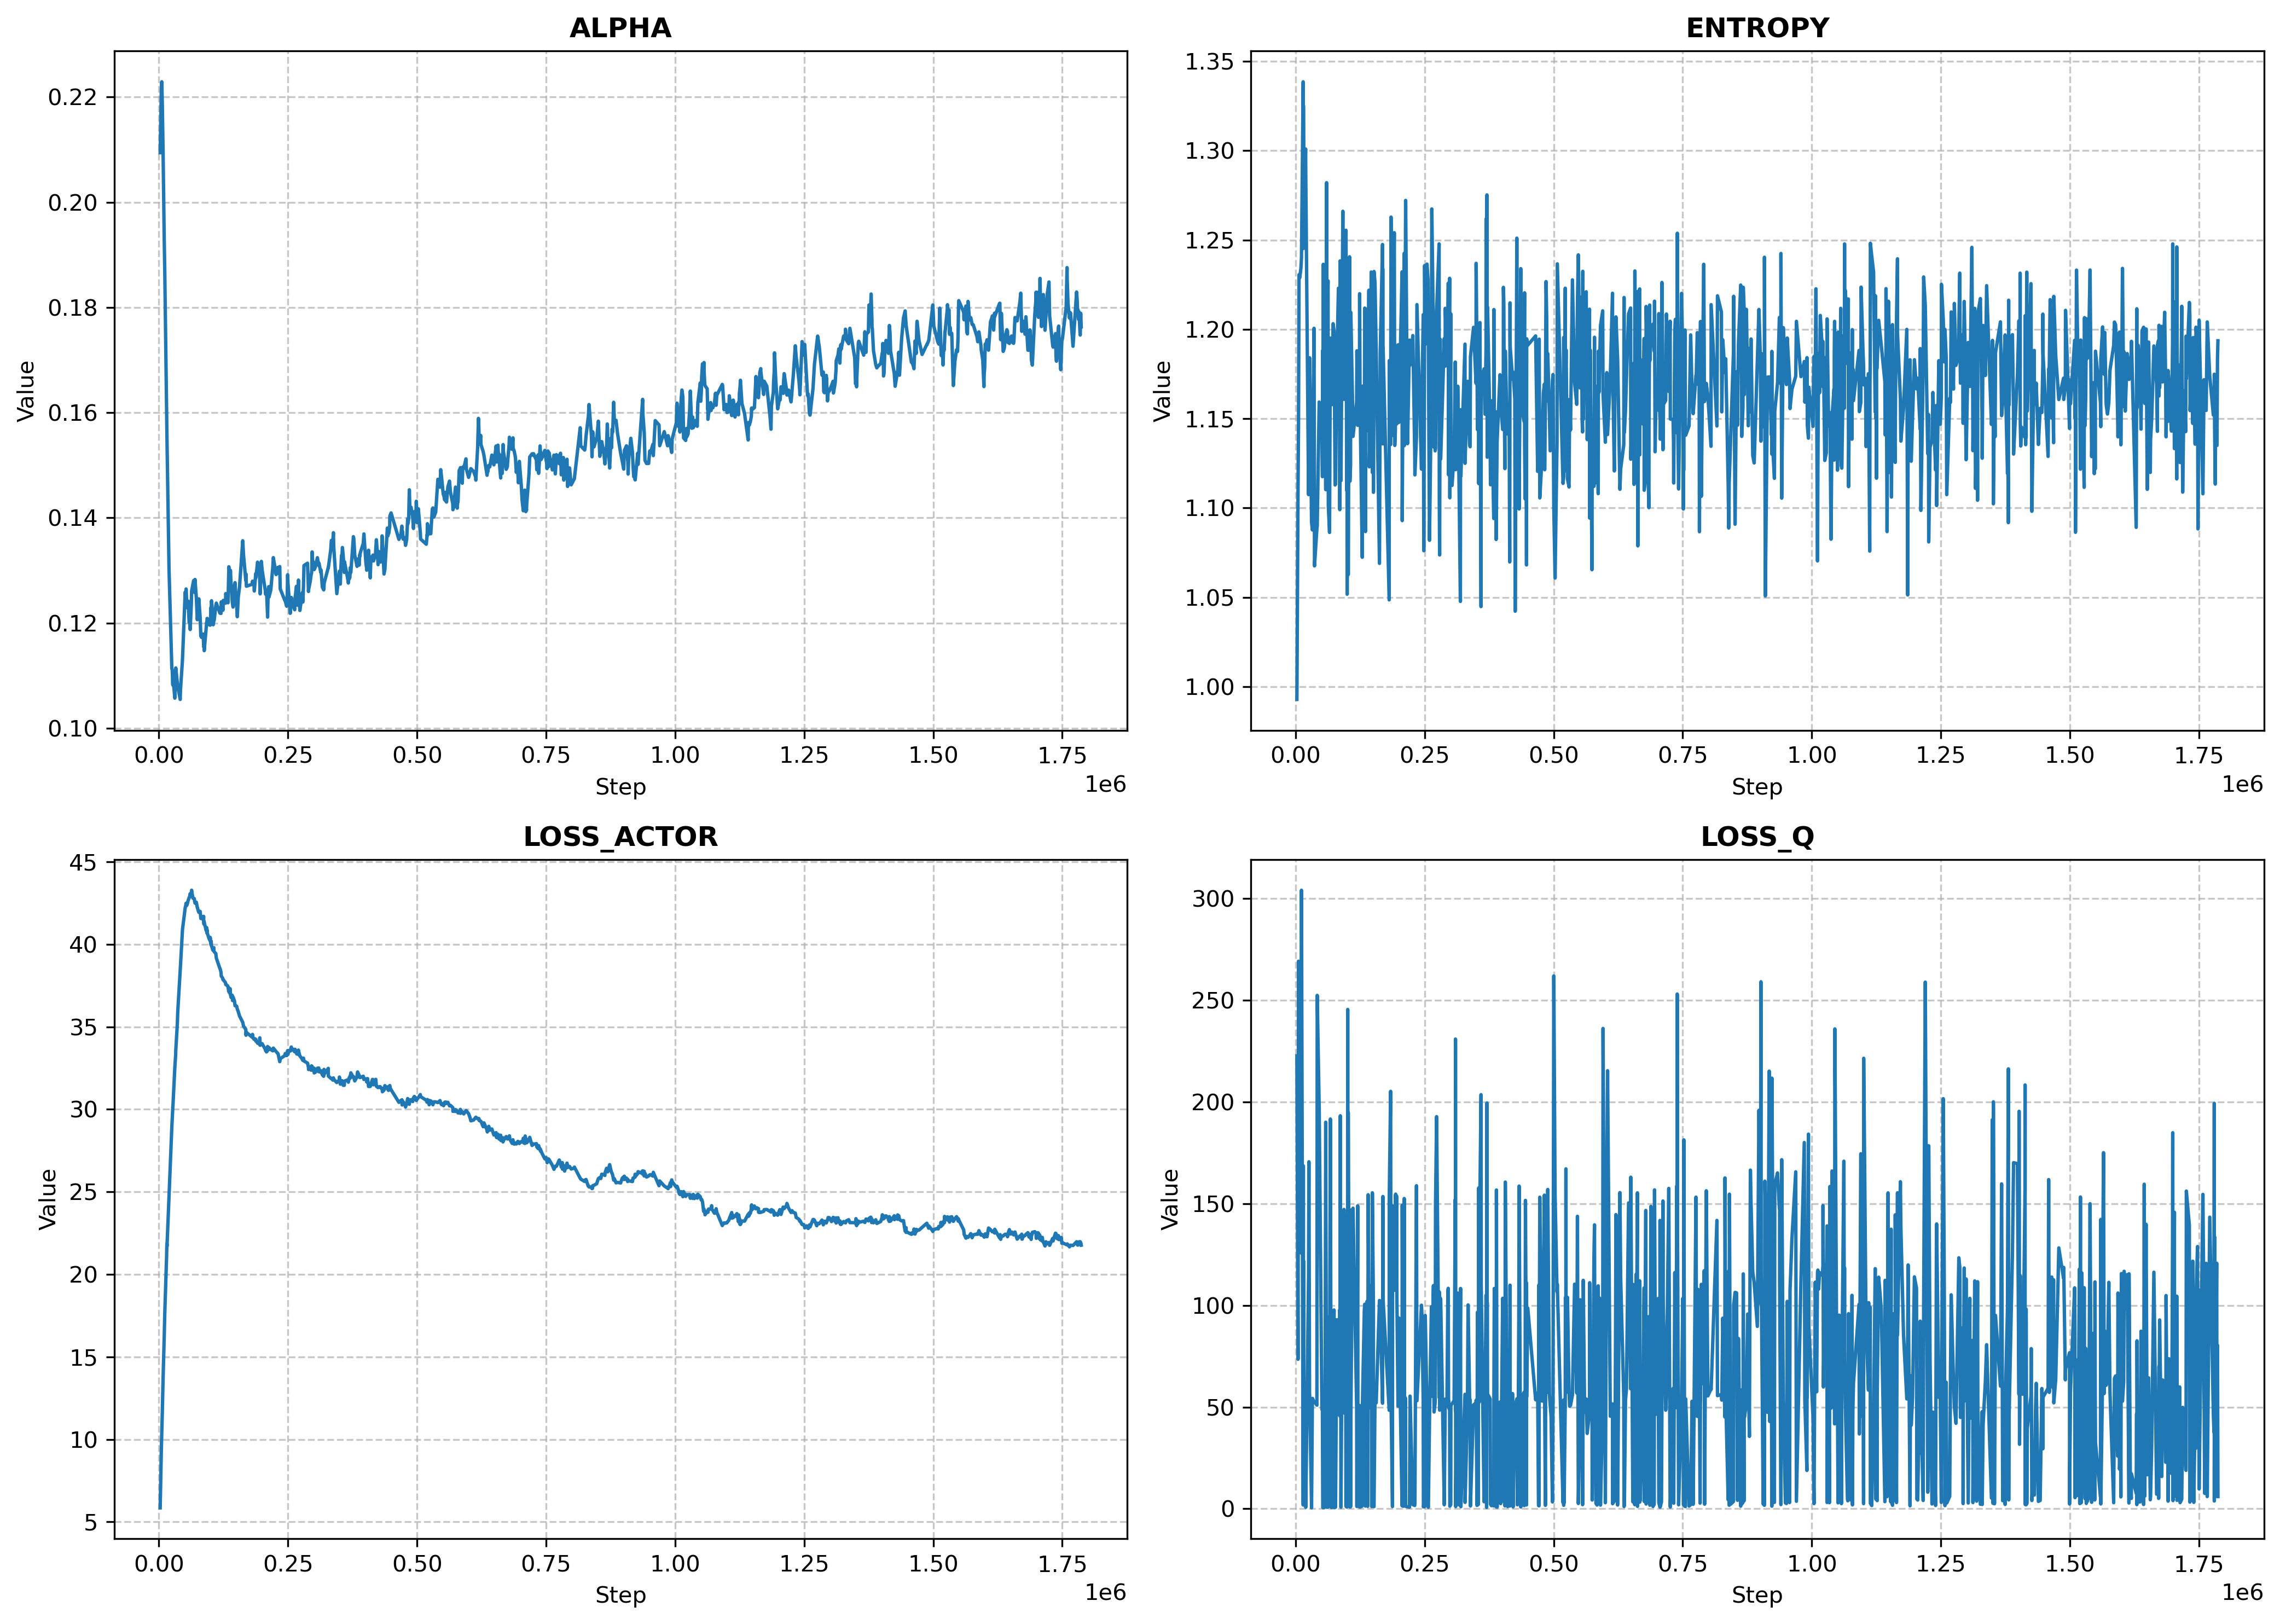 ALPHA
0.22
0.20
0.18
0.16
0.14
0.12
0.10
Value
0.00 0.25 0.50 0.75 1.00 1.25 1.50 1.75
1e6
Step
ENTROPY
1.35
1.30
1.25
1.20
1.15
1.10
1.05
1.00
Value
0.00 0.25 0.50 0.75 1.00 1.25 1.50 1.75
1e6
Step
LOSS_ACTOR
45
40
35
30
25
20
15
10
5
Value
0.00 0.25 0.50 0.75 1.00 1.25 1.50 1.75
1e6
Step
LOSS_Q
300
250
200
150
100
50
0
Value
0.00 0.25 0.50 0.75 1.00 1.25 1.50 1.75
1e6
Step